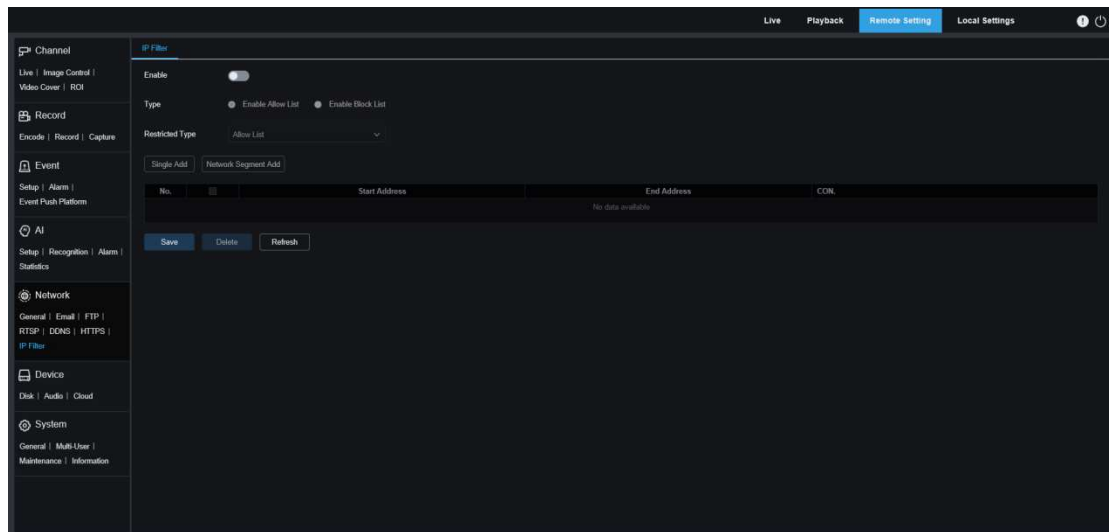 Live Playback Remote Setting Local Settings
Channel
Live | Image Control |
Video Cover | ROI
Record
Encode | Record | Capture
Event
Setup | Alarm |
Event Push Platform
AI
Setup | Recognition | Alarm |
Statistics
Network
General | Email | FTP |
RTSP | DDNS | HTTPS |
IP Filter
Device
Disk | Audio | Cloud
System
General | Multi-User |
Maintenance | Information
IP Filter
Enable
Type Enable Allow List Enable Block List
Restricted Type Allow List
Single Add Network Segment Add
No. Start Address End Address CON.
No data available
Save Delete Refresh